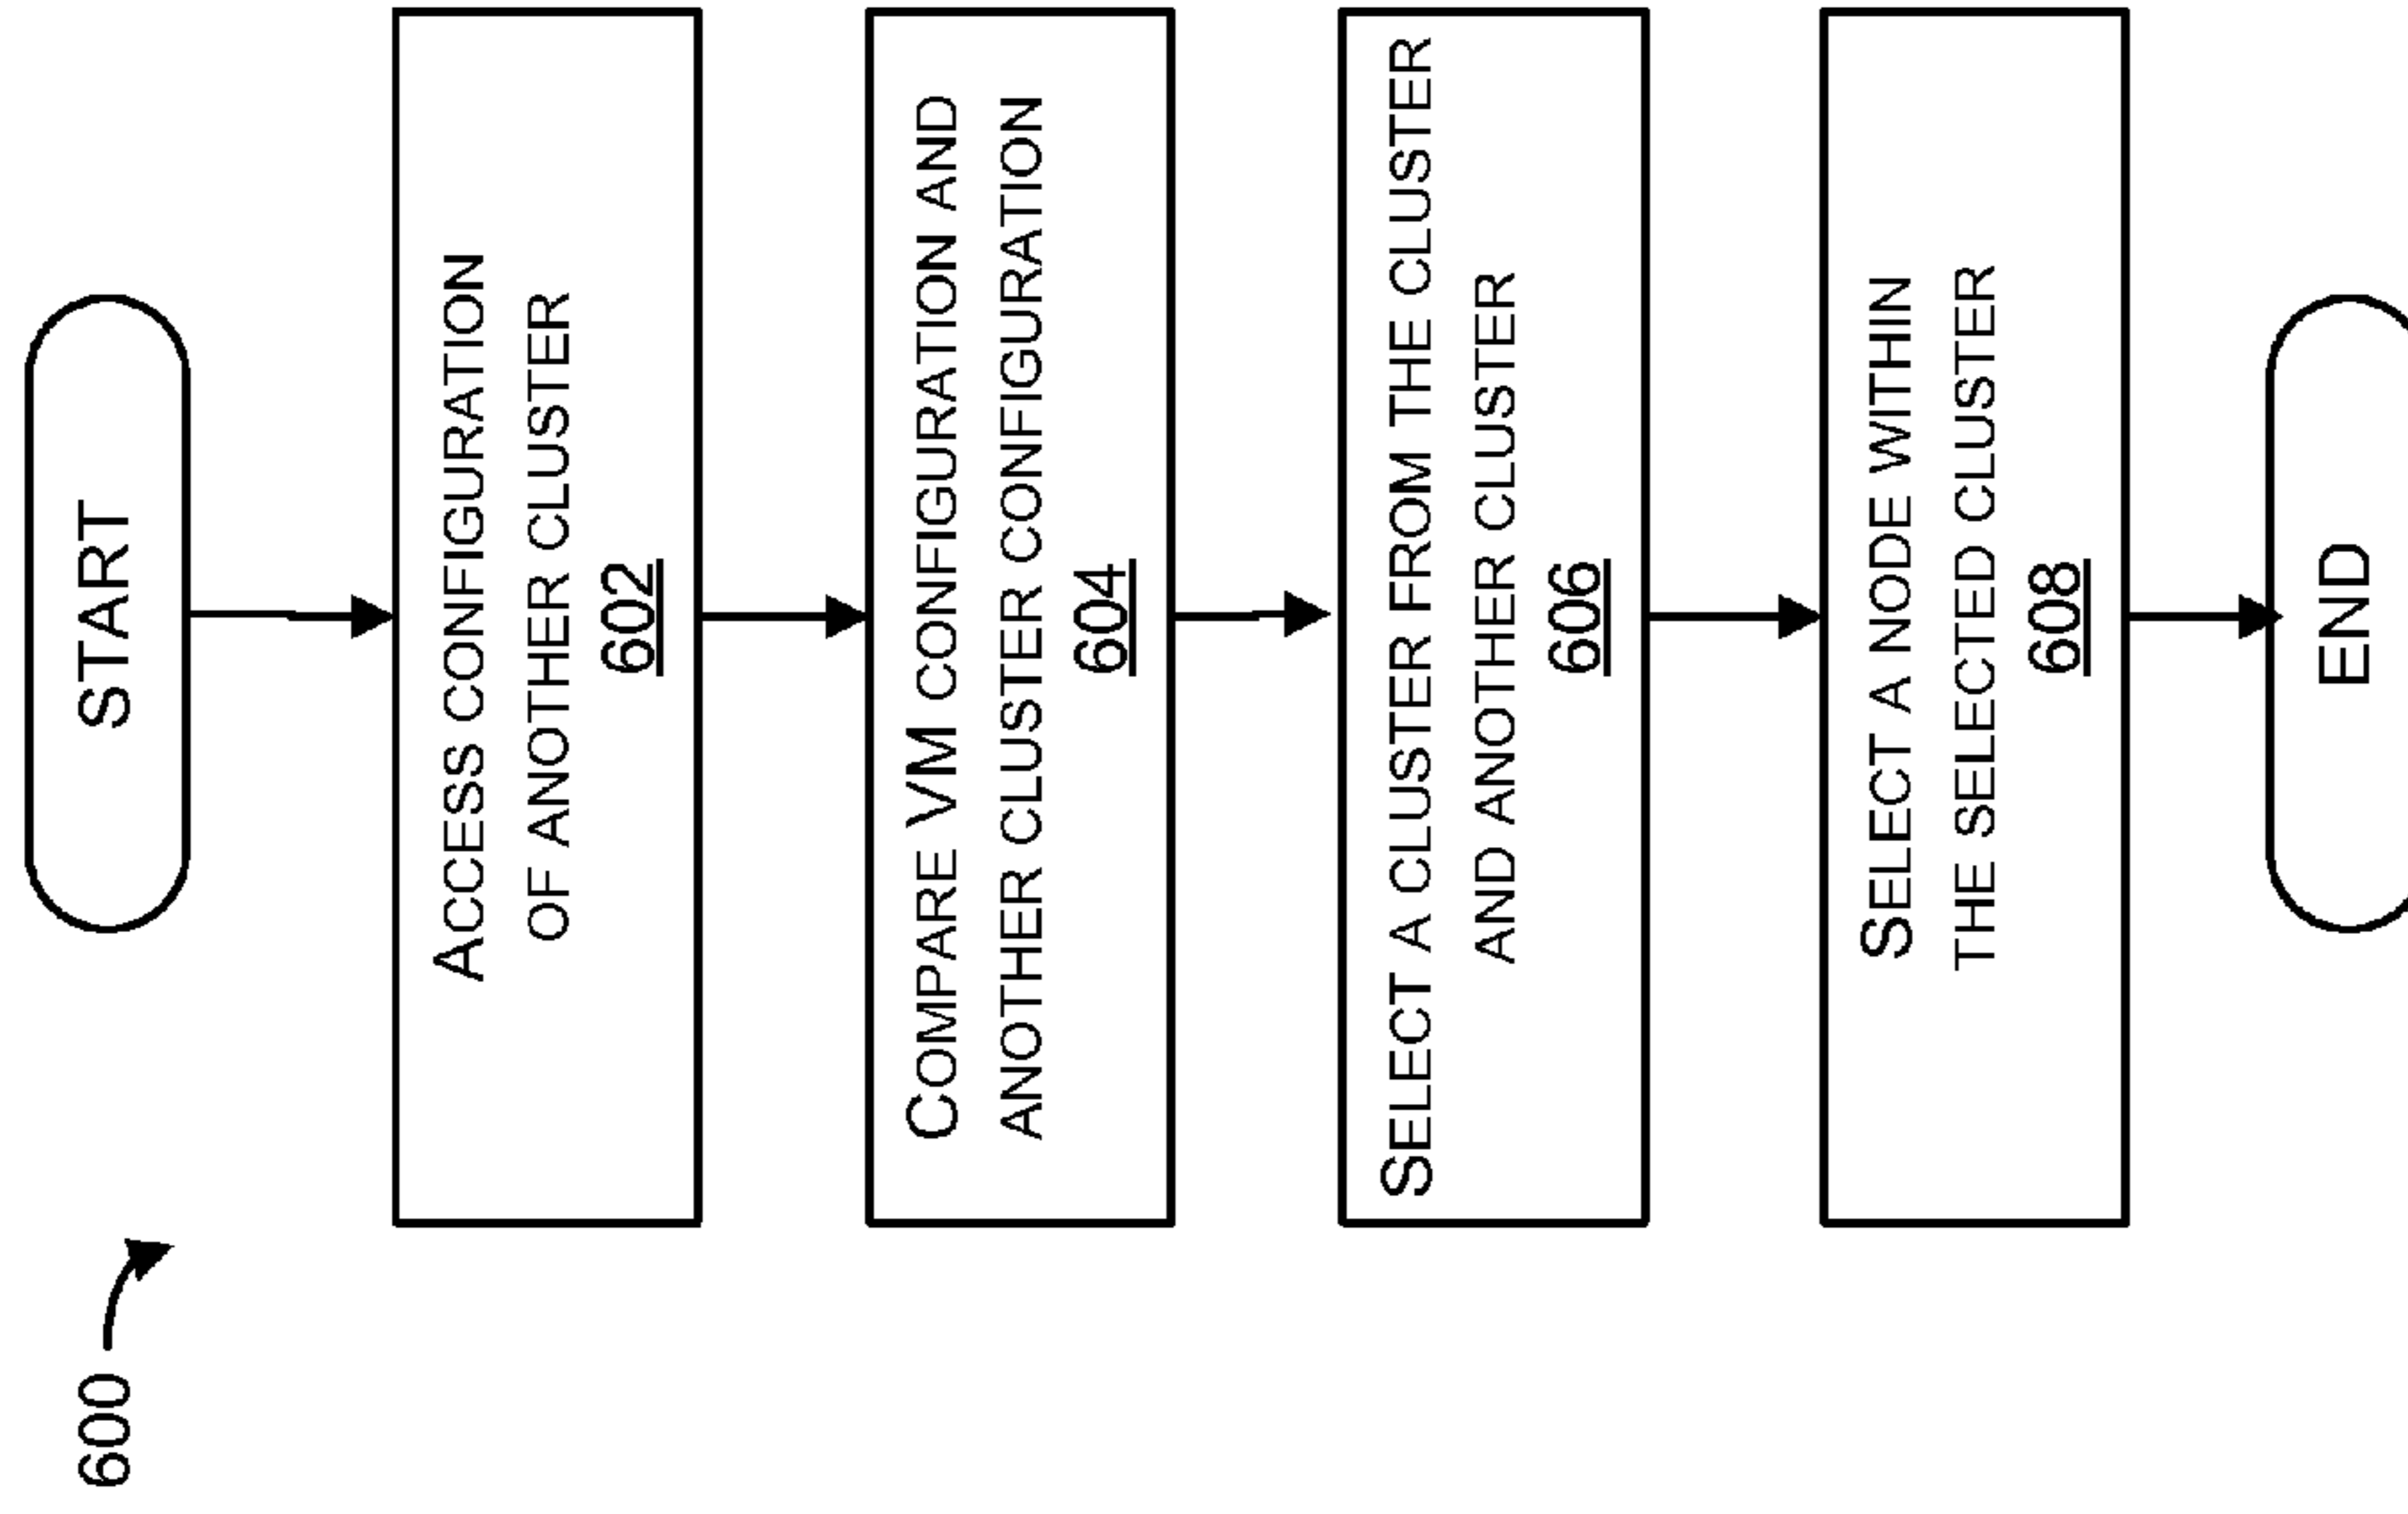 600
START
ACCESS CONFIGURATION
OF ANOTHER CLUSTER
602
COMPARE VM CONFIGURATION AND
ANOTHER CLUSTER CONFIGURATION
604
SELECT A CLUSTER FROM THE CLUSTER
AND ANOTHER CLUSTER
606
SELECT A NODE WITHIN
THE SELECTED CLUSTER
608
END